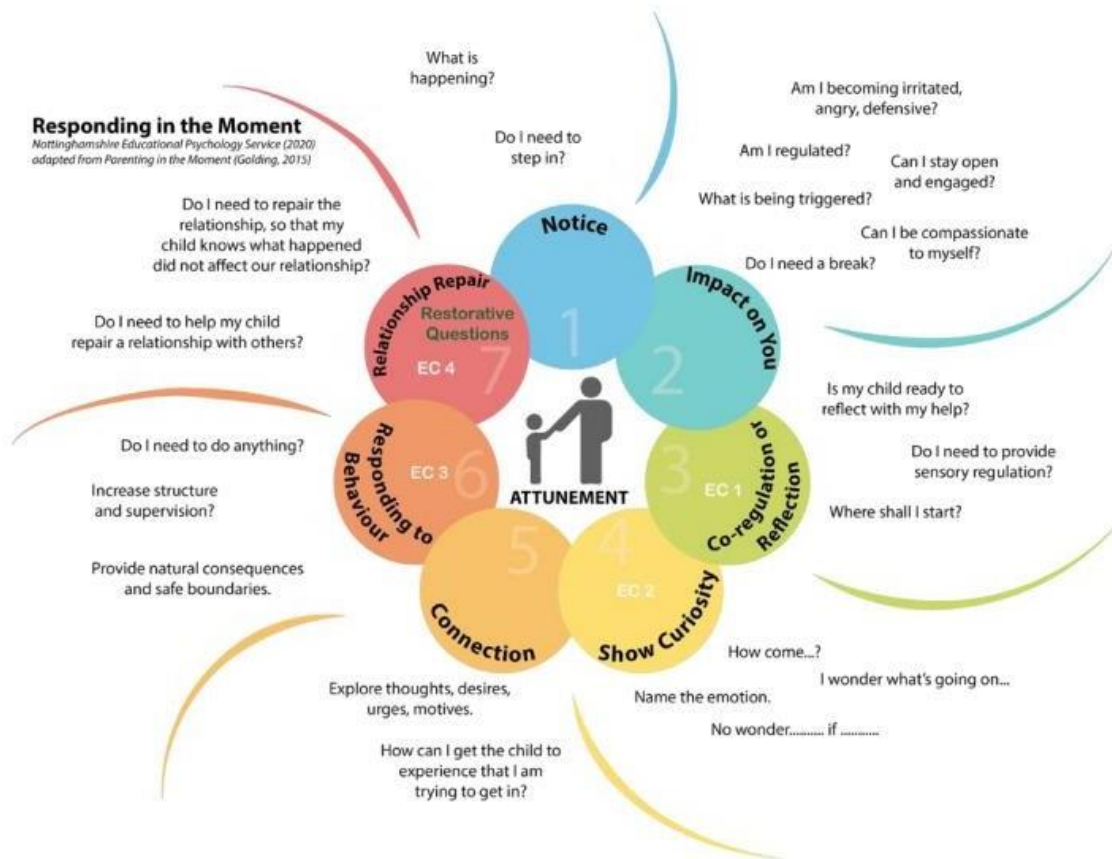 Responding in the Moment
Nottinghamshire Educational Psychology Service (2020)
adapted from Parenting in the Moment (Golding, 2015)
What is
happening?
Do I need to
step in?
Notice
1
Am I becoming irritated,
angry, defensive?
Am I regulated?
Can I stay open
and engaged?
What is being triggered?
Can I be compassionate
to myself?
Do I need a break?
Impact on You
2
Is my child ready to
reflect with my help?
Do I need to provide
sensory regulation?
Where shall I start?
Co-regulation or
Reflection
3
EC 1
How come...?
I wonder what's going on...
Name the emotion.
No wonder........... if ............
Show Curiosity
4
EC 2
Explore thoughts, desires,
urges, motives.
How can I get the child to
experience that I am
trying to get in?
Connection
5
Do I need to do anything?
Increase structure
and supervision?
Provide natural consequences
and safe boundaries.
Responding to
Behaviour
6
EC 3
Do I need to repair the
relationship, so that my
child knows what happened
did not affect our relationship?
Do I need to help my child
repair a relationship with others?
Relationship Repair
Restorative
Questions
EC 4
7
ATTUNEMENT